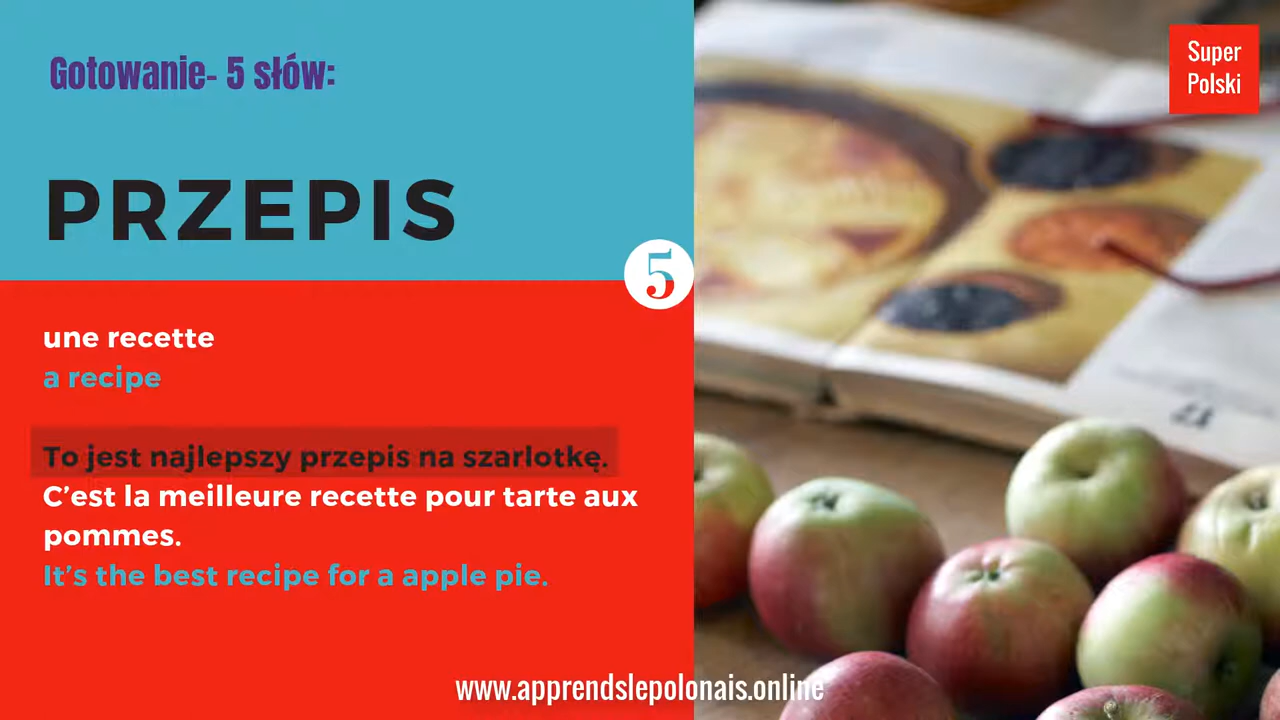 Gotowanie- 5 słów:
Super
Polski
PRZEPIS
5
une recette
a recipe
To jest najlepszy przepis na szarlotkę.
C'est la meilleure recette pour tarte aux
pommes.
It's the best recipe for a apple pie.
www.apprendslepolonais.online